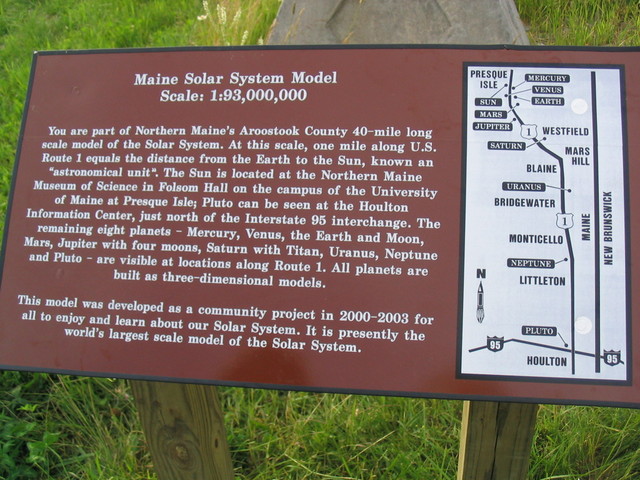 Maine Solar System Model
Scale: 1:93,000,000
You are part of Northern Maine's Aroostook County 40-mile long
scale model of the Solar System. At this scale, one mile along U.S.
Route 1 equals the distance from the Earth to the Sun, known an
"astronomical unit". The Sun is located at the Northern Maine
Museum of Science in Folsom Hall on the campus of the University
of Maine at Presque Isle; Pluto can be seen at the Houlton
Information Center, just north of the Interstate 95 interchange. The
remaining eight planets - Mercury, Venus, the Earth and Moon,
Mars, Jupiter with four moons, Saturn with Titan, Uranus, Neptune
and Pluto - are visible at locations along Route 1. All planets are
built as three-dimensional models.
This model was developed as a community project in 2000-2003 for
all to enjoy and learn about our Solar System. It is presently the
world's largest scale model of the Solar System.
PRESQUE
ISLE
MERCURY
VENUS
EARTH
SUN
MARS
JUPITER
1
WESTFIELD
SATURN
MARS
HILL
BLAINE
URANUS
BRIDGEWATER
1
MAINE
NEW BRUNSWICK
MONTICELLO
NEPTUNE
LITTLETON
N
PLUTO
95
HOULTON
95